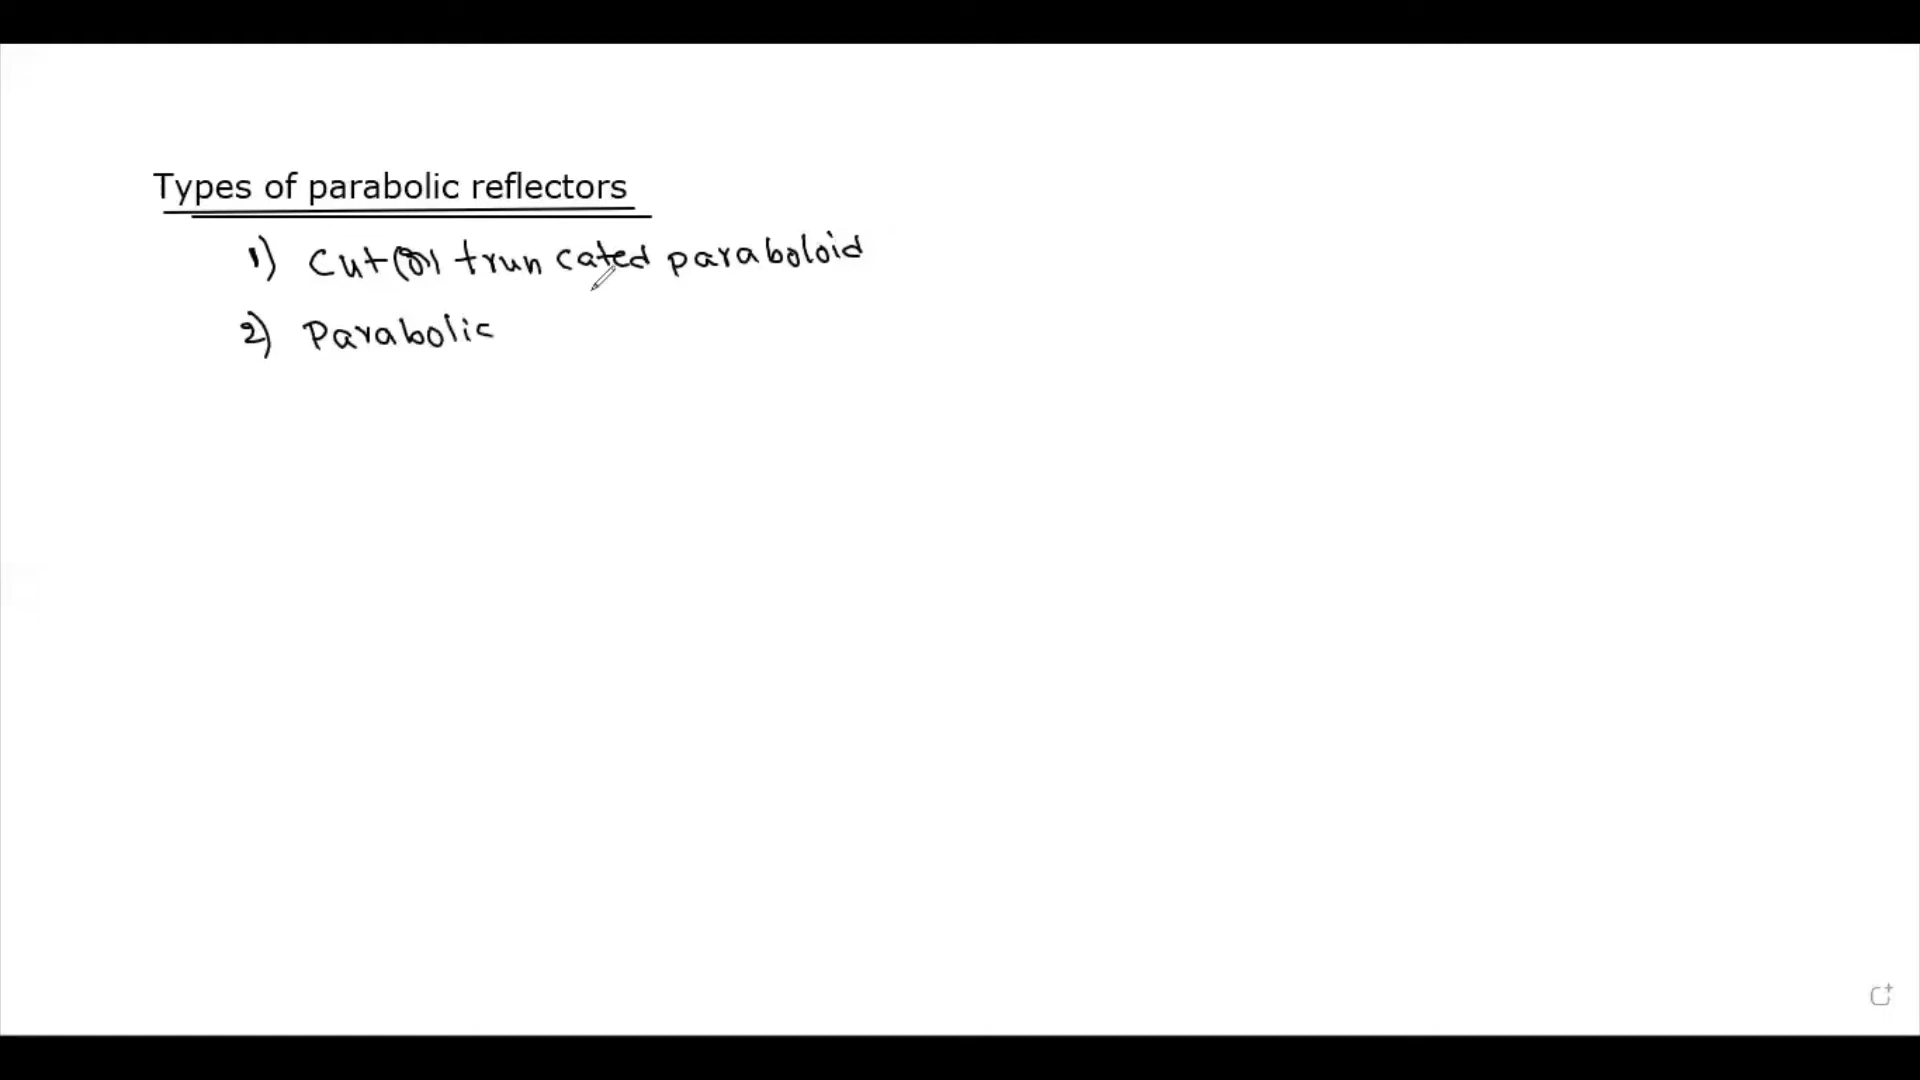 Types of parabolic reflectors
1) Cut (or) truncated paraboloid
2) Parabolic